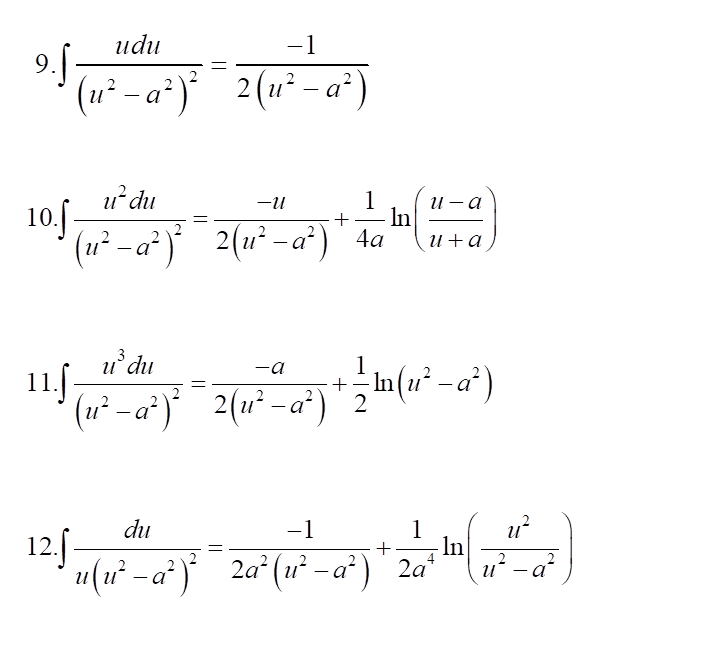 9. ∫ udu / (u² − a²)² = −1 / 2(u² − a²)
10. ∫ u² du / (u² − a²)² = −u / 2(u² − a²) + 1 / 4a ln((u − a) / (u + a))
11. ∫ u³ du / (u² − a²)² = −a / 2(u² − a²) + 1 / 2 ln(u² − a²)
12. ∫ du / u(u² − a²)² = −1 / 2a²(u² − a²) + 1 / 2a⁴ ln(u² / (u² − a²))